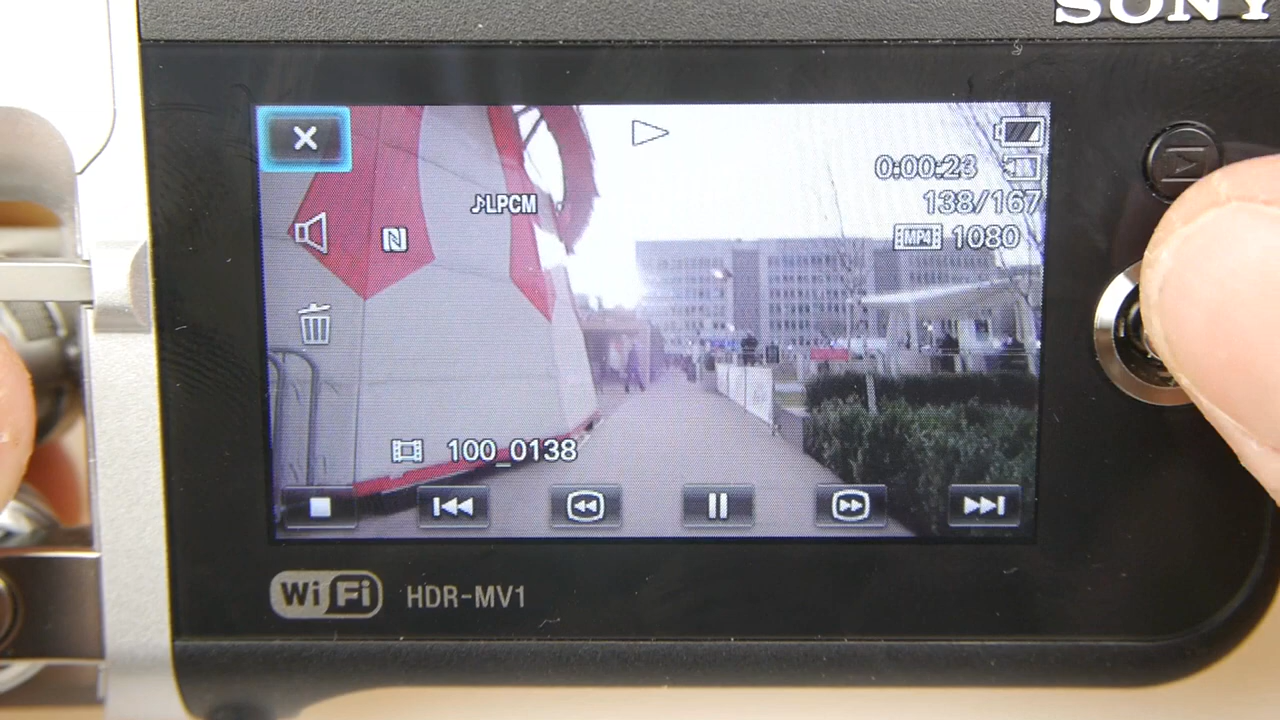 SONY
♪LPCM
0:00:23
138/167
N
MP4 1080
100_0138
WiFi HDR-MV1